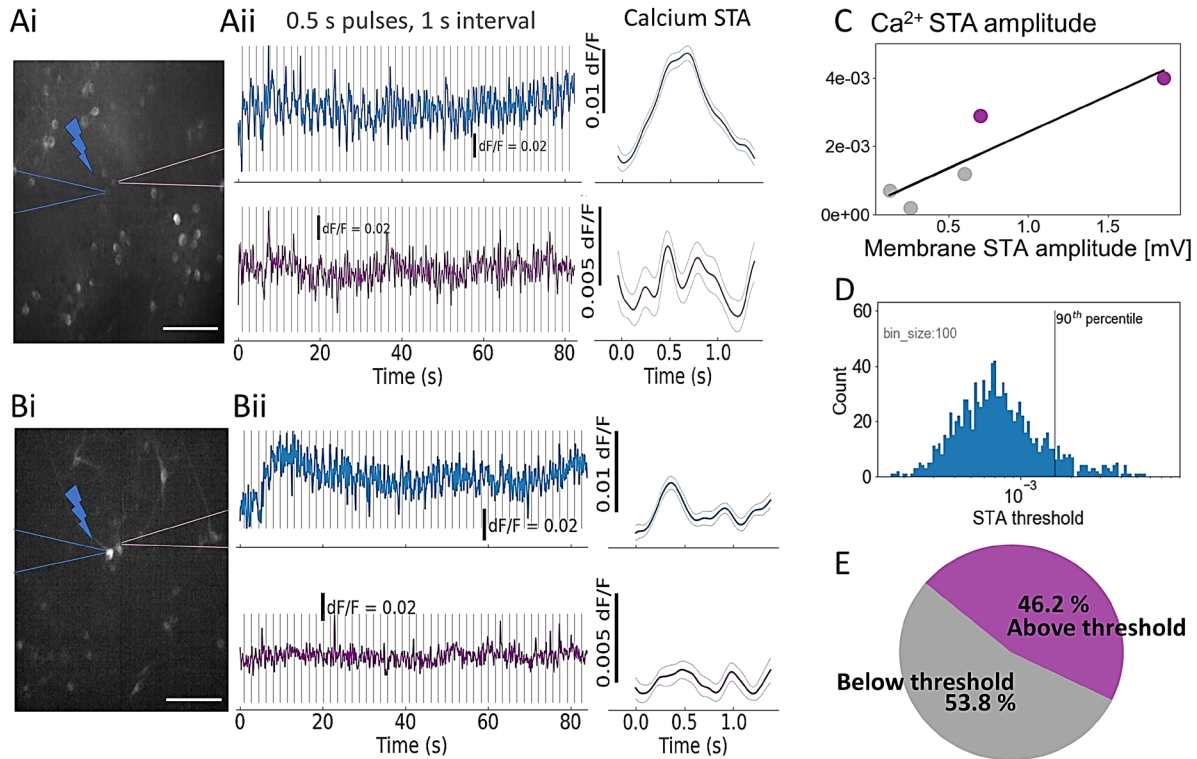 Ai
Aii
0.5 s pulses, 1 s interval
Calcium STA
dF/F = 0.02
0.01 dF/F
dF/F = 0.02
0.005 dF/F
0 20 40 60 80
Time (s)
0.0 0.5 1.0
Time (s)
Bi
Bii
dF/F = 0.02
0.01 dF/F
dF/F = 0.02
0.005 dF/F
0 20 40 60 80
Time (s)
0.0 0.5 1.0
Time (s)
C
Ca²⁺ STA amplitude
4e-03
2e-03
0e+00
0.5 1.0 1.5
Membrane STA amplitude [mV]
D
60
40
20
0
Count
bin_size:100
90th percentile
10⁻³
STA threshold
E
46.2 %
Above threshold
Below threshold
53.8 %